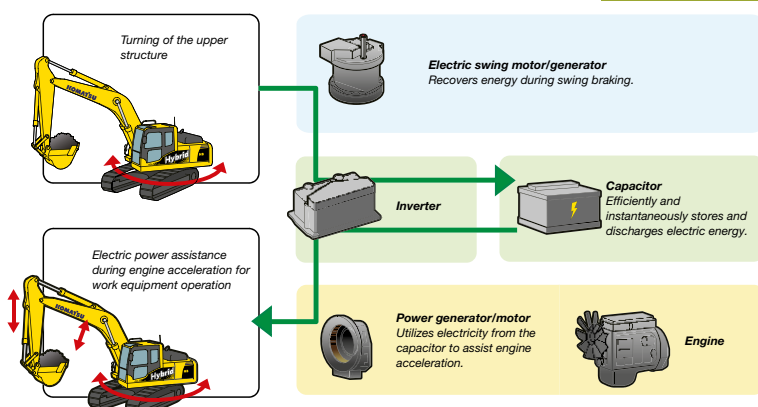 Turning of the upper
structure
KOMATSU
Hybrid
Electric swing motor/generator
Recovers energy during swing braking.
Inverter
Capacitor
Efficiently and
instantaneously stores and
discharges electric energy.
Electric power assistance
during engine acceleration for
work equipment operation
KOMATSU
Hybrid
Power generator/motor
Utilizes electricity from the
capacitor to assist engine
acceleration.
Engine